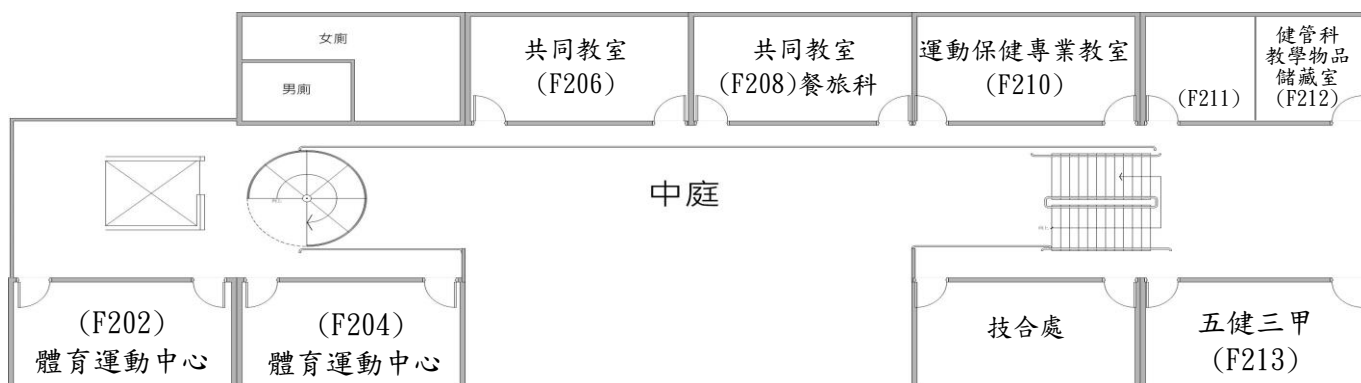 女廁
男廁
共同教室
(F206)
共同教室
(F208)餐旅科
運動保健專業教室
(F210)
(F211)
健管科
教學物品
儲藏室
(F212)
中庭
(F202)
體育運動中心
(F204)
體育運動中心
技合處
五健三甲
(F213)